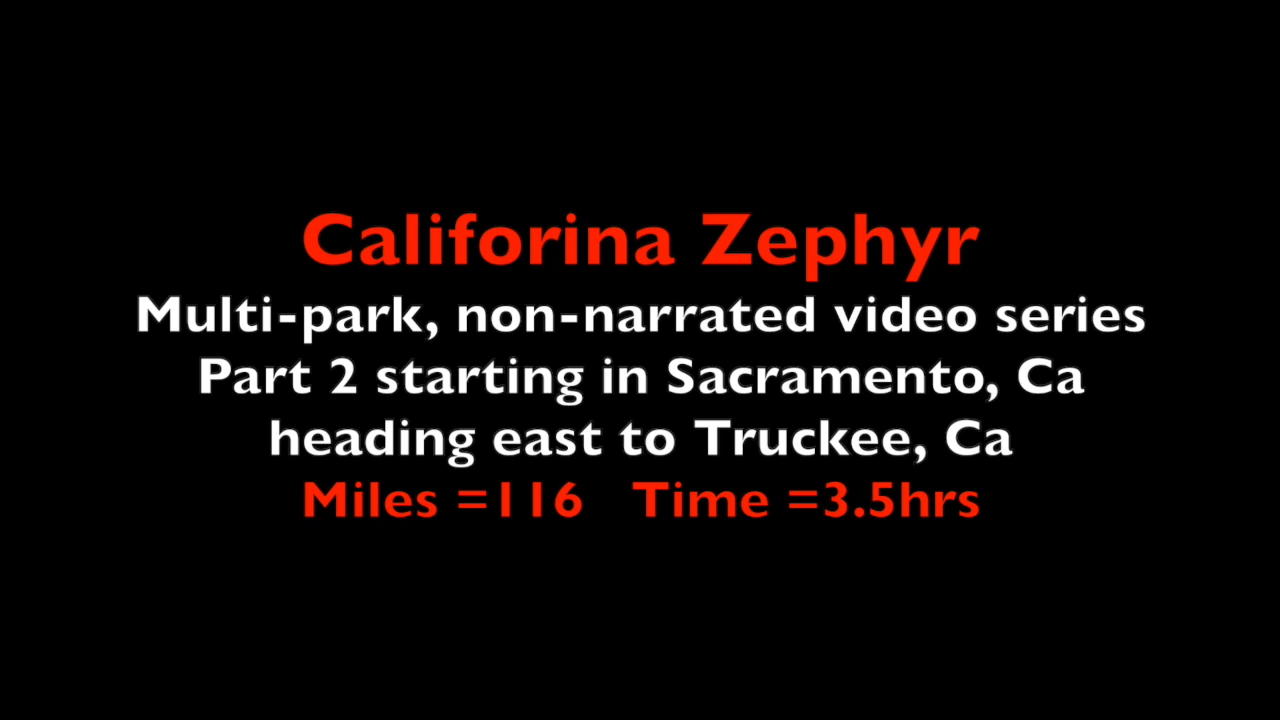 Califorina Zephyr
Multi-park, non-narrated video series
Part 2 starting in Sacramento, Ca
heading east to Truckee, Ca
Miles =116 Time =3.5hrs